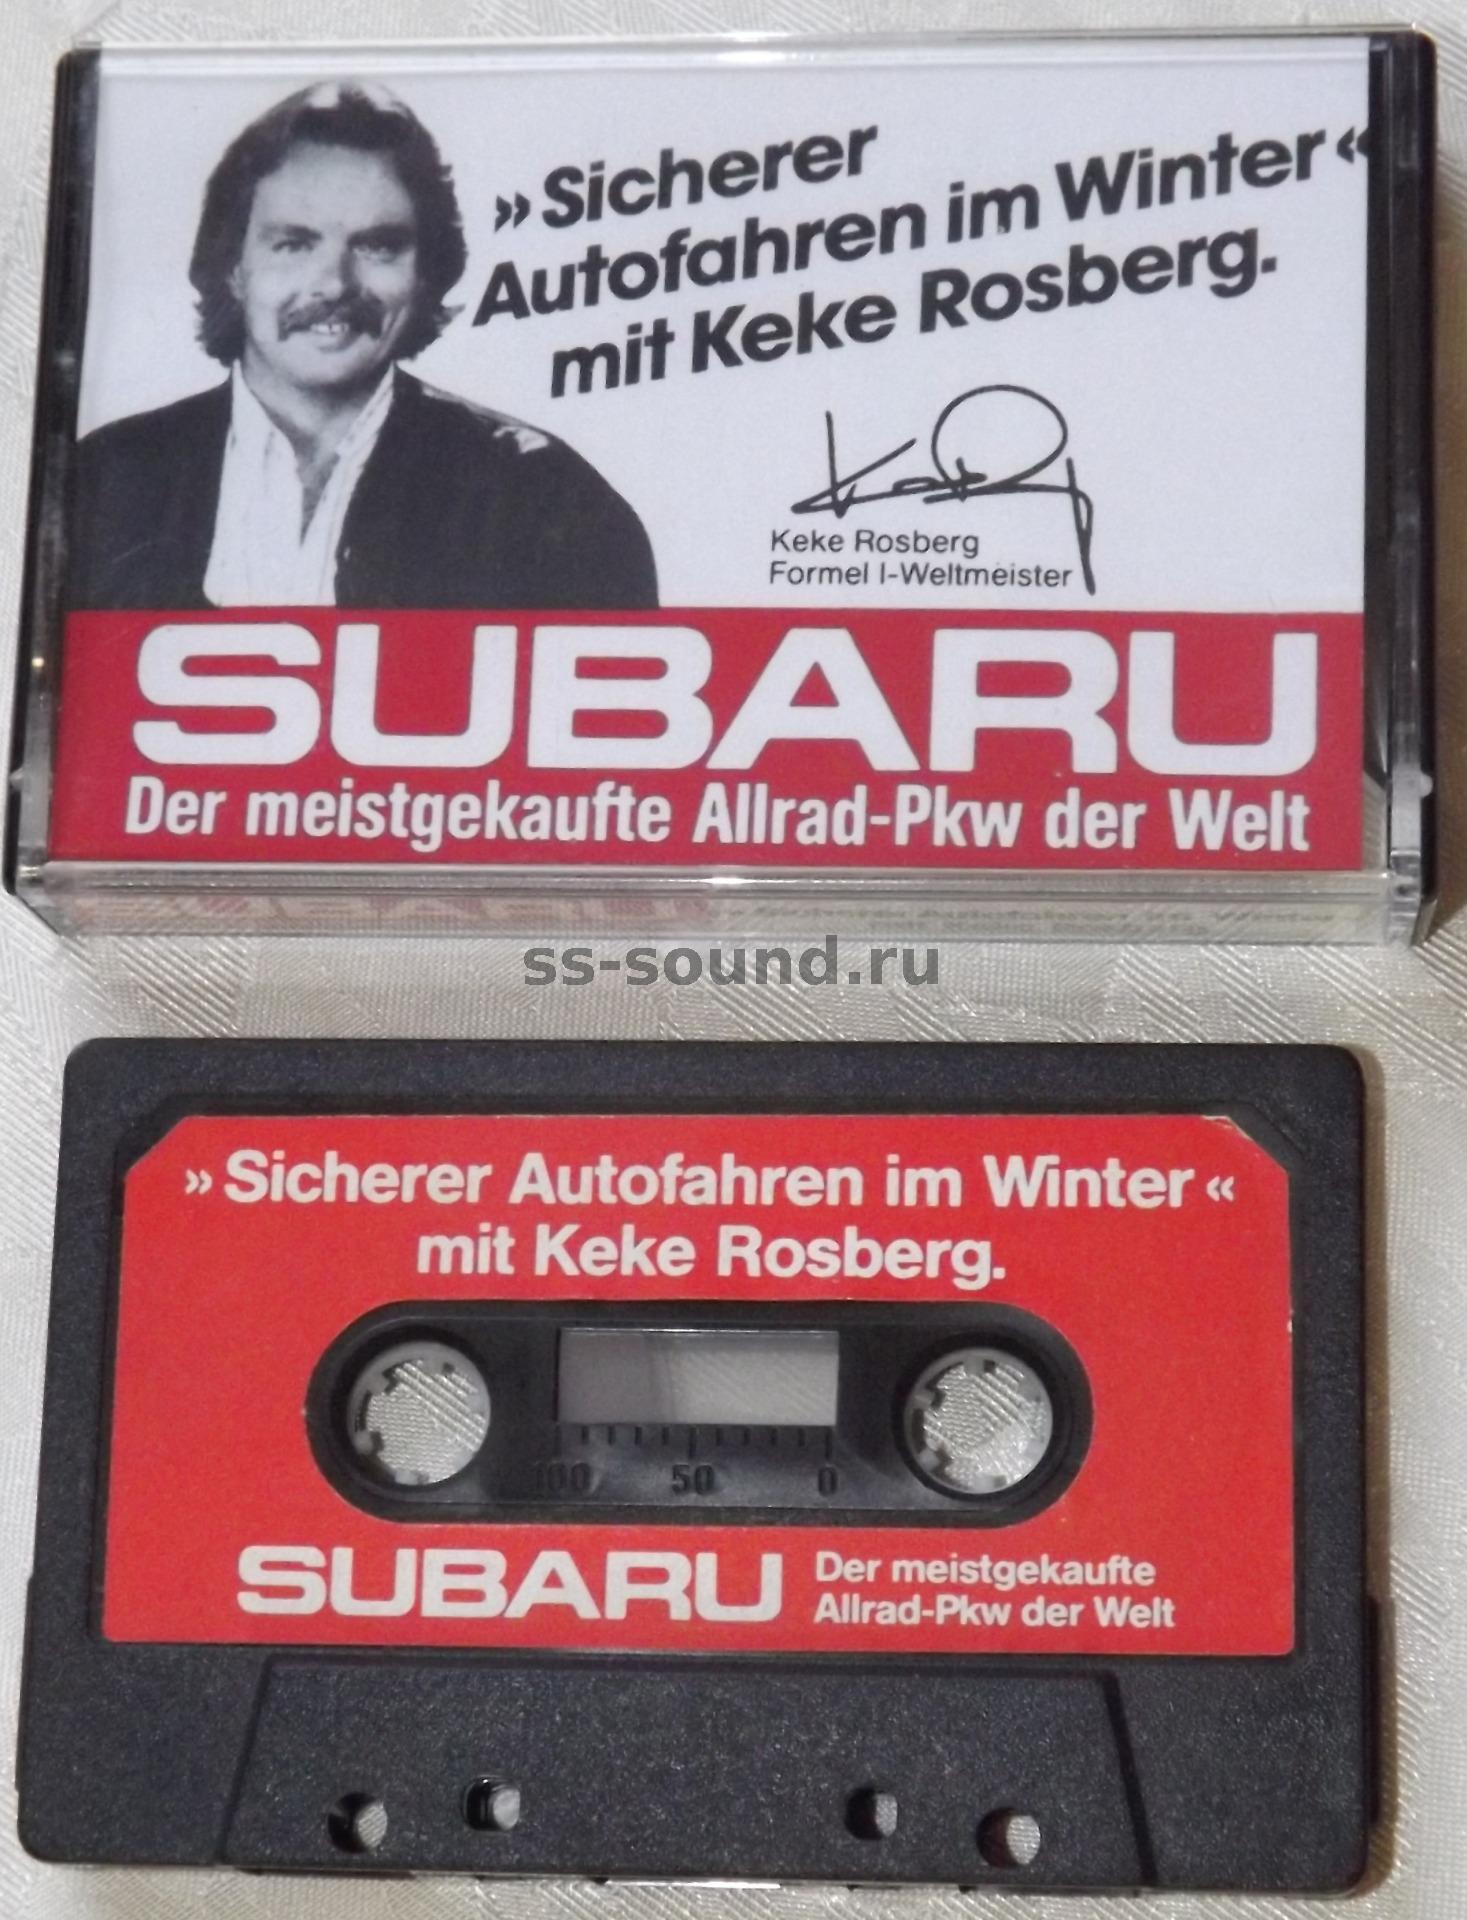 »Sicherer
Autofahren im Winter«
mit Keke Rosberg.
Keke Rosberg
Formel I-Weltmeister
SUBARU
Der meistgekaufte Allrad-Pkw der Welt
ss-sound.ru
»Sicherer Autofahren im Winter«
mit Keke Rosberg.
100 50 0
SUBARU
Der meistgekaufte
Allrad-Pkw der Welt